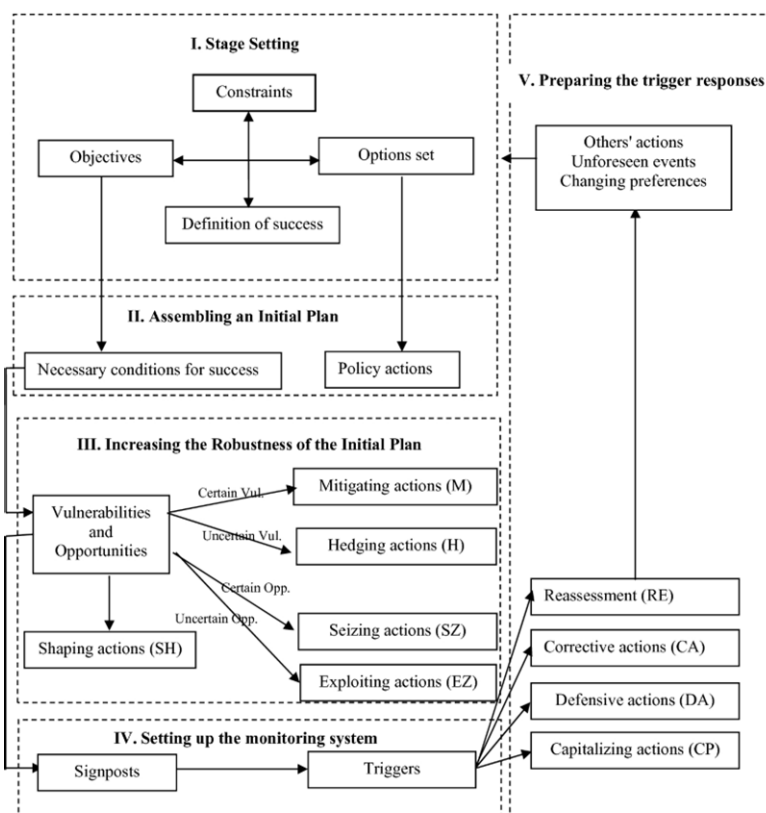 I. Stage Setting
Constraints
Objectives
Options set
Definition of success
II. Assembling an Initial Plan
Necessary conditions for success
Policy actions
III. Increasing the Robustness of the Initial Plan
Vulnerabilities
and
Opportunities
Certain Vul.
Uncertain Vul.
Certain Opp.
Uncertain Opp.
Mitigating actions (M)
Hedging actions (H)
Seizing actions (SZ)
Exploiting actions (EZ)
Shaping actions (SH)
IV. Setting up the monitoring system
Signposts
Triggers
V. Preparing the trigger responses
Others' actions
Unforeseen events
Changing preferences
Reassessment (RE)
Corrective actions (CA)
Defensive actions (DA)
Capitalizing actions (CP)